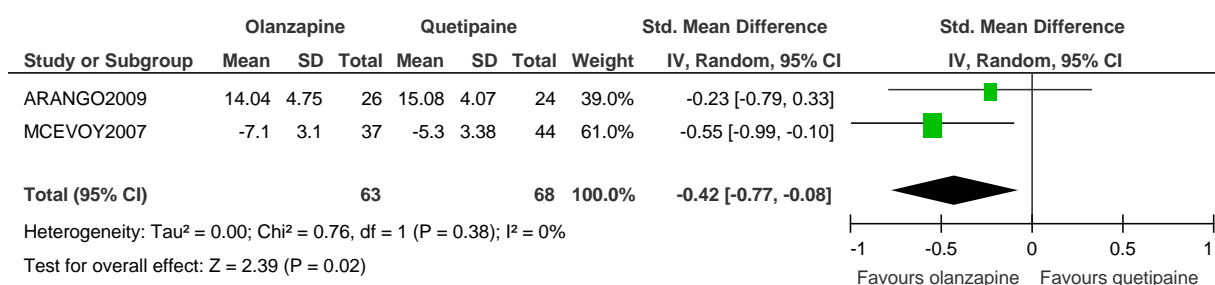 Olanzapine Quetipaine Std. Mean Difference Std. Mean Difference
Study or Subgroup Mean SD Total Mean SD Total Weight IV, Random, 95% CI IV, Random, 95% CI
ARANGO2009 14.04 4.75 26 15.08 4.07 24 39.0% -0.23 [-0.79, 0.33]
MCEVOY2007 -7.1 3.1 37 -5.3 3.38 44 61.0% -0.55 [-0.99, -0.10]
Total (95% CI) 63 68 100.0% -0.42 [-0.77, -0.08]
Heterogeneity: Tau² = 0.00; Chi² = 0.76, df = 1 (P = 0.38); I² = 0%
Test for overall effect: Z = 2.39 (P = 0.02)
-1 -0.5 0 0.5 1
Favours olanzapine Favours quetipaine